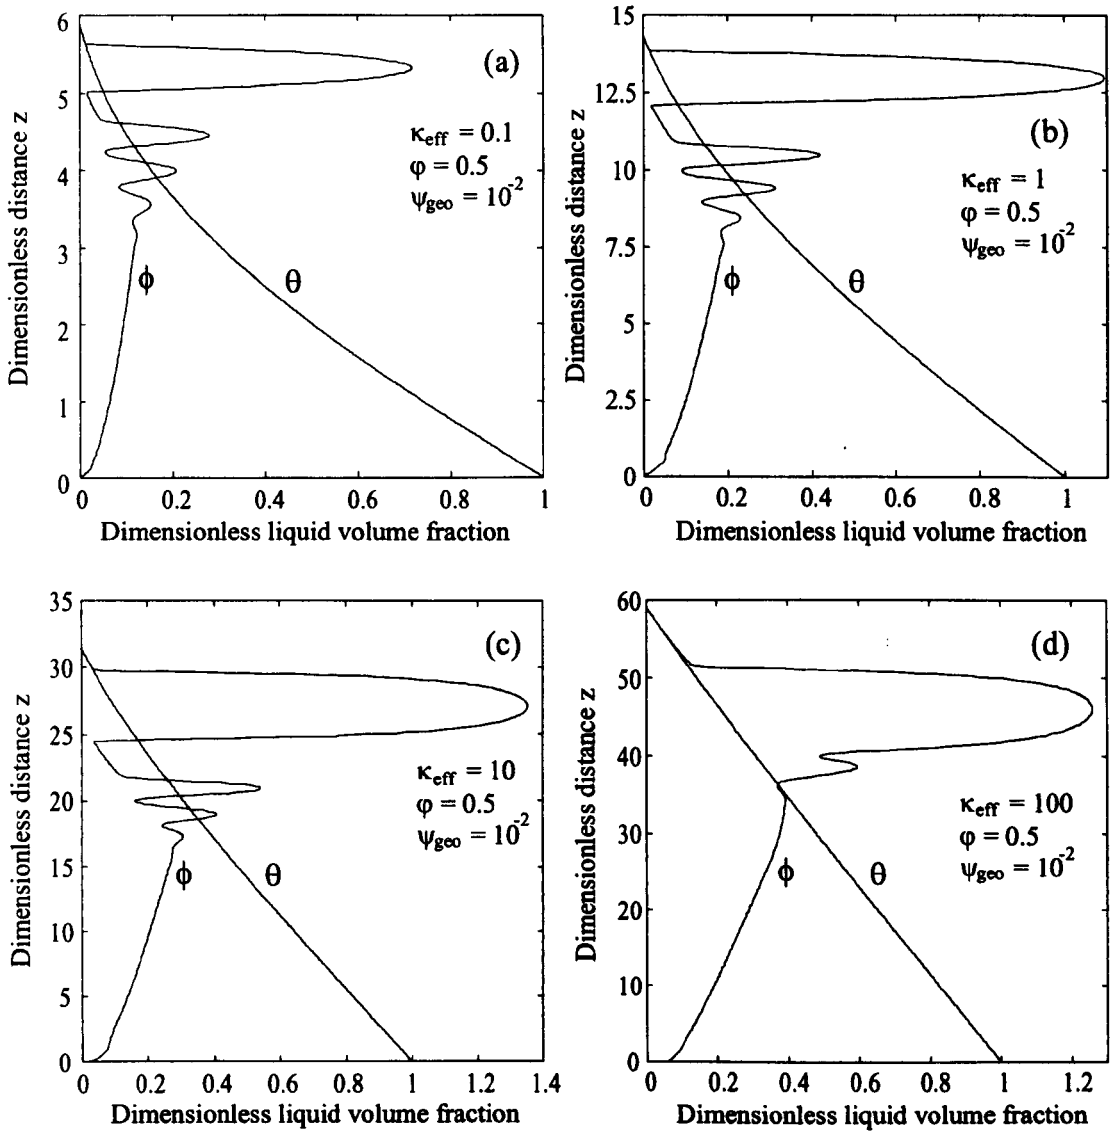 6
5
4
3
2
1
0
Dimensionless distance z
(a)
κeff = 0.1
φ = 0.5
ψgeo = 10-2
ϕ
θ
0
0.2
0.4
0.6
0.8
1
Dimensionless liquid volume fraction
15
12.5
10
7.5
5
2.5
0
Dimensionless distance z
(b)
κeff = 1
φ = 0.5
ψgeo = 10-2
ϕ
θ
0
0.2
0.4
0.6
0.8
1
Dimensionless liquid volume fraction
35
30
25
20
15
10
5
0
Dimensionless distance z
(c)
κeff = 10
φ = 0.5
ψgeo = 10-2
ϕ
θ
0
0.2
0.4
0.6
0.8
1
1.2
1.4
Dimensionless liquid volume fraction
60
50
40
30
20
10
0
Dimensionless distance z
(d)
κeff = 100
φ = 0.5
ψgeo = 10-2
ϕ
θ
0
0.2
0.4
0.6
0.8
1
1.2
Dimensionless liquid volume fraction